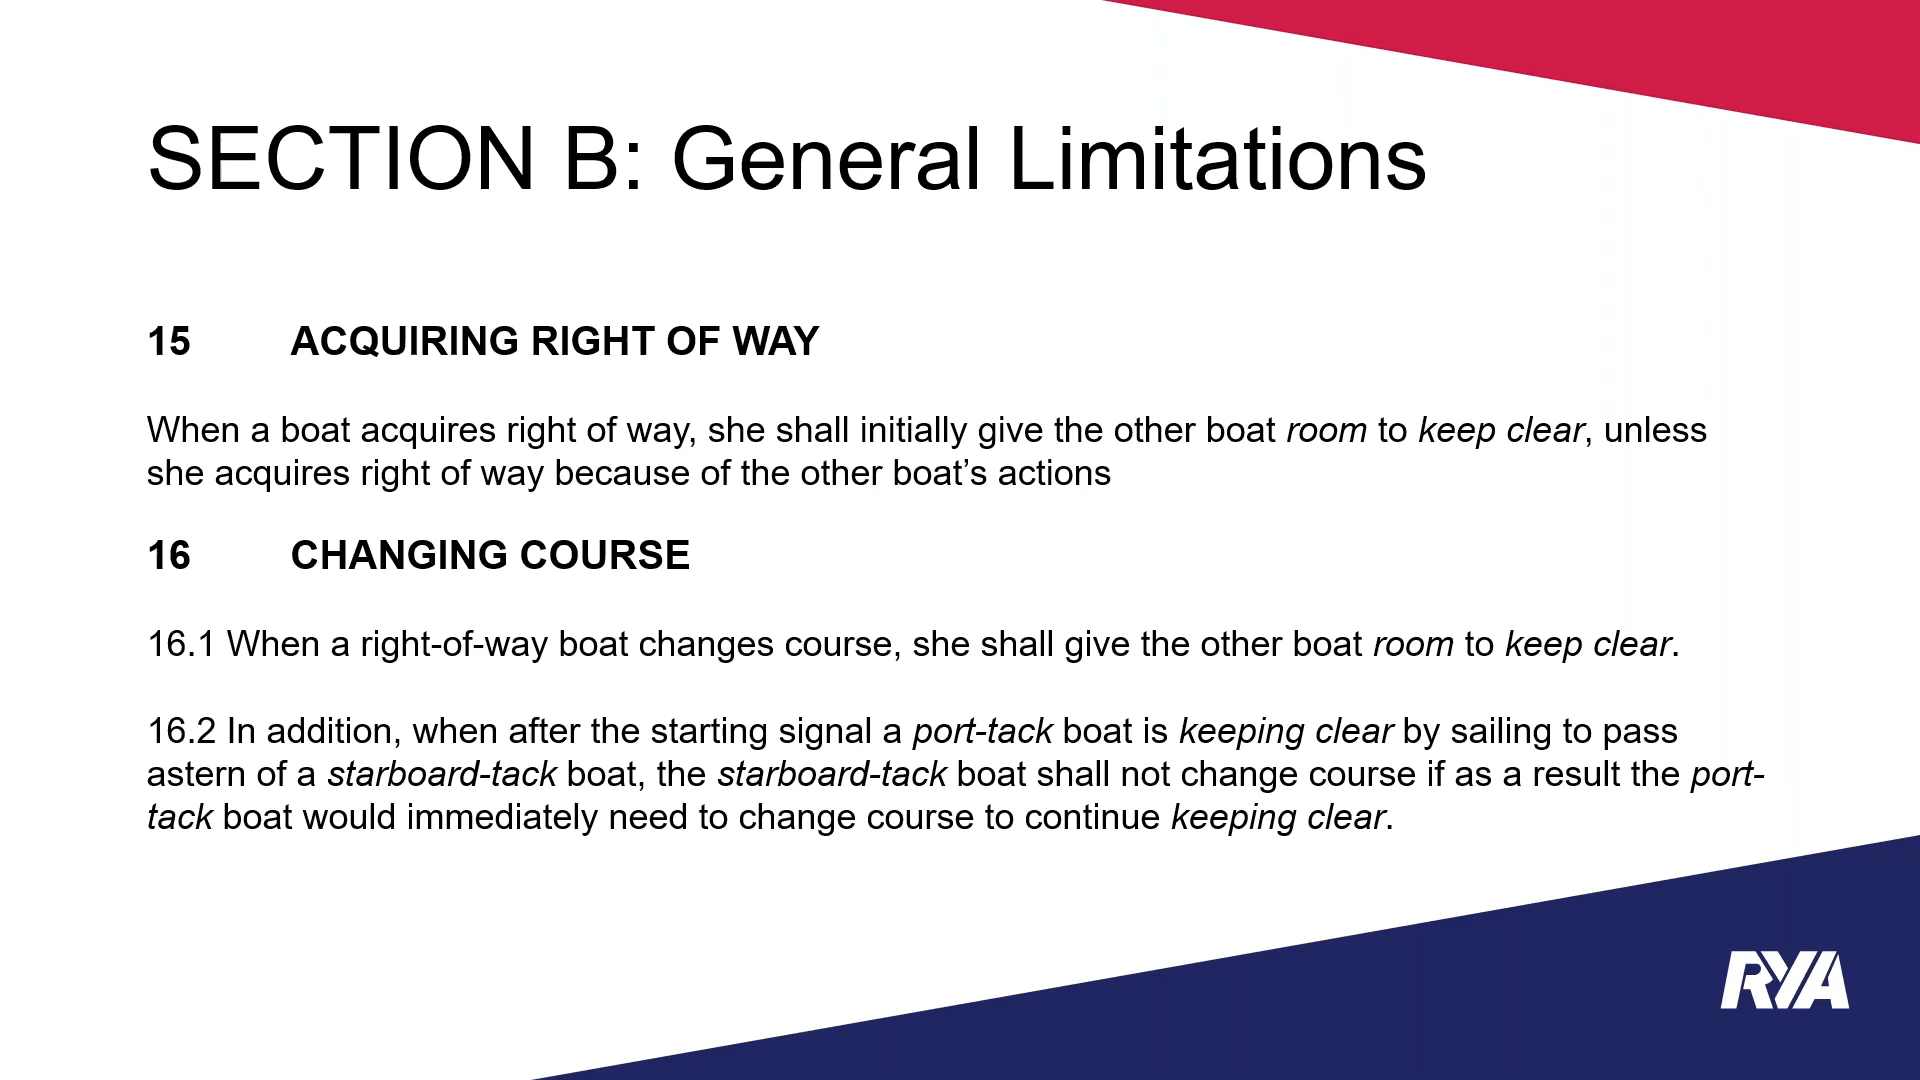 SECTION B: General Limitations
15 ACQUIRING RIGHT OF WAY
When a boat acquires right of way, she shall initially give the other boat room to keep clear, unless
she acquires right of way because of the other boat’s actions
16 CHANGING COURSE
16.1 When a right-of-way boat changes course, she shall give the other boat room to keep clear.
16.2 In addition, when after the starting signal a port-tack boat is keeping clear by sailing to pass
astern of a starboard-tack boat, the starboard-tack boat shall not change course if as a result the port-
tack boat would immediately need to change course to continue keeping clear.
RYA